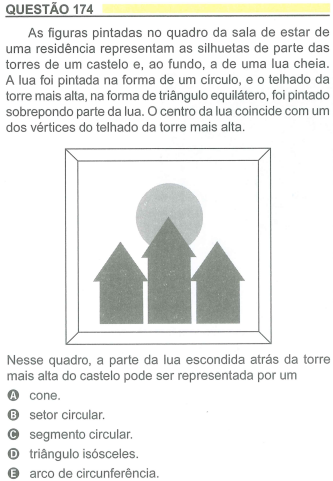 QUESTÃO 174
As figuras pintadas no quadro da sala de estar de
uma residência representam as silhuetas de parte das
torres de um castelo e, ao fundo, a de uma lua cheia.
A lua foi pintada na forma de um círculo, e o telhado da
torre mais alta, na forma de triângulo equilátero, foi pintado
sobrepondo parte da lua. O centro da lua coincide com um
dos vértices do telhado da torre mais alta.
Nesse quadro, a parte da lua escondida atrás da torre
mais alta do castelo pode ser representada por um
A cone.
B setor circular.
C segmento circular.
D triângulo isósceles.
E arco de circunferência.